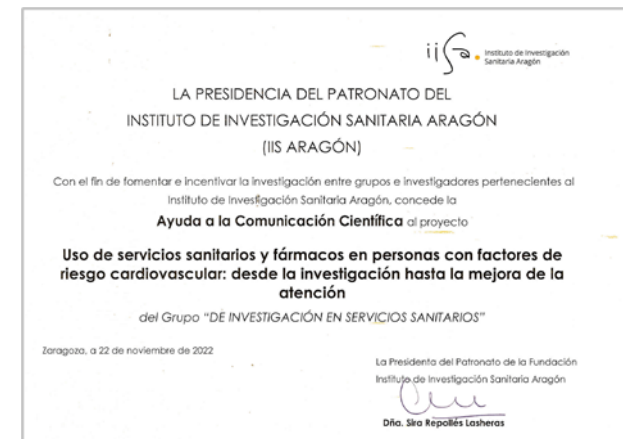 iisa
Instituto de Investigación
Sanitaria Aragón
LA PRESIDENCIA DEL PATRONATO DEL
INSTITUTO DE INVESTIGACIÓN SANITARIA ARAGÓN
(IIS ARAGÓN)
Con el fin de fomentar e incentivar la investigación entre grupos e investigadores pertenecientes al
Instituto de Investigación Sanitaria Aragón, concede la
Ayuda a la Comunicación Científica al proyecto
Uso de servicios sanitarios y fármacos en personas con factores de
riesgo cardiovascular: desde la investigación hasta la mejora de la
atención
del Grupo "DE INVESTIGACIÓN EN SERVICIOS SANITARIOS"
Zaragoza, a 22 de noviembre de 2022
La Presidenta del Patronato de la Fundación
Instituto de Investigación Sanitaria Aragón
Dña. Sira Repollés Lasheras